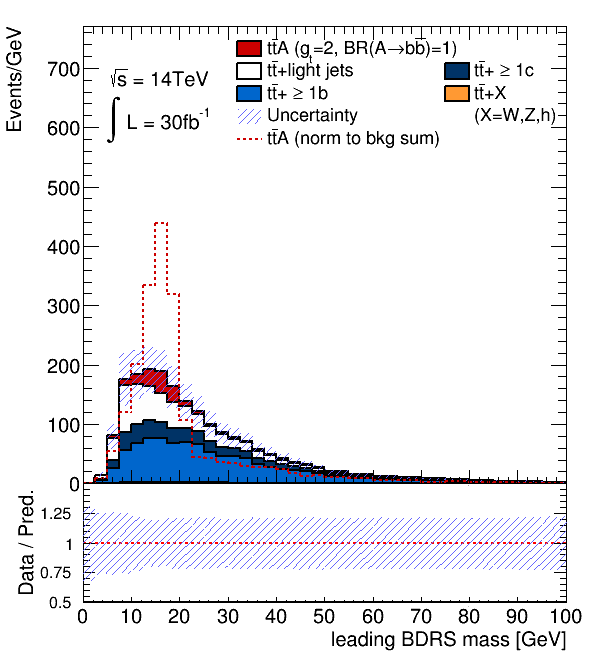 Events/GeV
tt̄A (g_t=2, BR(A→bb̄)=1)
tt̄+light jets
tt̄+ ≥ 1c
tt̄+ ≥ 1b
tt̄+X
Uncertainty
(X=W,Z,h)
tt̄A (norm to bkg sum)
√s = 14TeV
∫ L = 30fb⁻¹
700
600
500
400
300
200
100
0
Data / Pred.
1.25
1
0.75
0.5
0 10 20 30 40 50 60 70 80 90 100
leading BDRS mass [GeV]